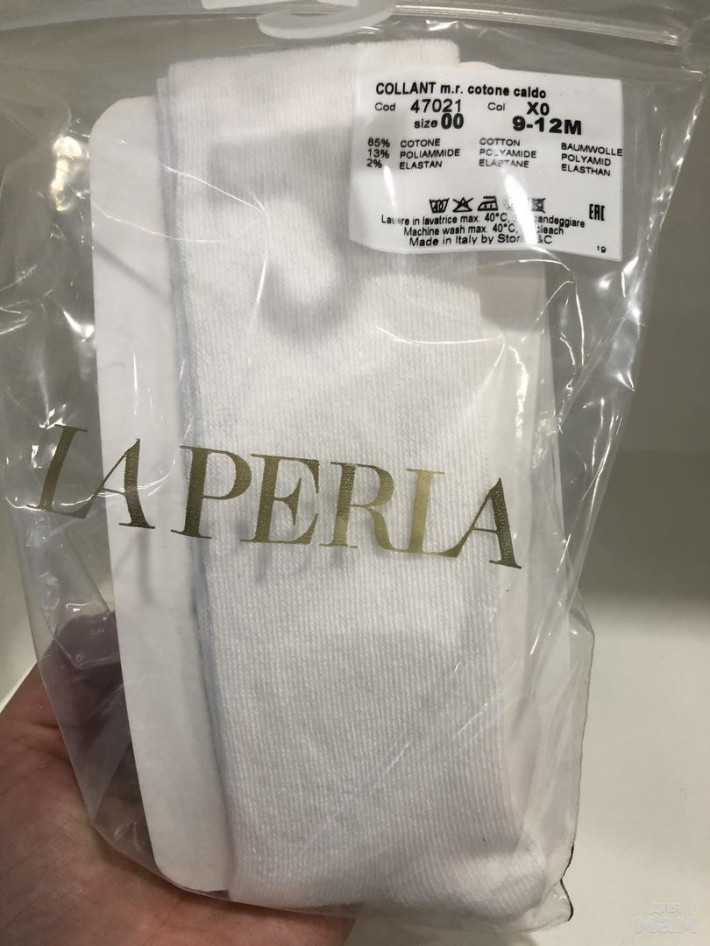 COLLANT m.r. cotone caldo
Cod 47021 Col X0
size 00 9-12M
85% COTONE COTTON BAUMWOLLE
13% POLIAMMIDE POLYAMIDE POLYAMID
2% ELASTAN ELASTANE ELASTHAN
EAC
in lavatrice max. 40°C,
Machine wash max. 40°C,
Made in Italy by
19
LA PERLA